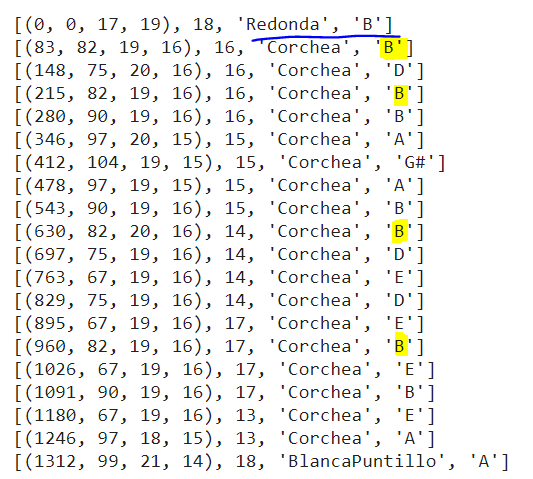 [(0, 0, 17, 19), 18, 'Redonda', 'B']
[(83, 82, 19, 16), 16, 'Corchea', 'B']
[(148, 75, 20, 16), 16, 'Corchea', 'D']
[(215, 82, 19, 16), 16, 'Corchea', 'B']
[(280, 90, 19, 16), 16, 'Corchea', 'B']
[(346, 97, 20, 15), 15, 'Corchea', 'A']
[(412, 104, 19, 15), 15, 'Corchea', 'G#']
[(478, 97, 19, 15), 15, 'Corchea', 'A']
[(543, 90, 19, 16), 15, 'Corchea', 'B']
[(630, 82, 20, 16), 14, 'Corchea', 'B']
[(697, 75, 19, 16), 14, 'Corchea', 'D']
[(763, 67, 19, 16), 14, 'Corchea', 'E']
[(829, 75, 19, 16), 14, 'Corchea', 'D']
[(895, 67, 19, 16), 17, 'Corchea', 'E']
[(960, 82, 19, 16), 17, 'Corchea', 'B']
[(1026, 67, 19, 16), 17, 'Corchea', 'E']
[(1091, 90, 19, 16), 17, 'Corchea', 'B']
[(1180, 67, 19, 16), 13, 'Corchea', 'E']
[(1246, 97, 18, 15), 13, 'Corchea', 'A']
[(1312, 99, 21, 14), 18, 'BlancaPuntillo', 'A']